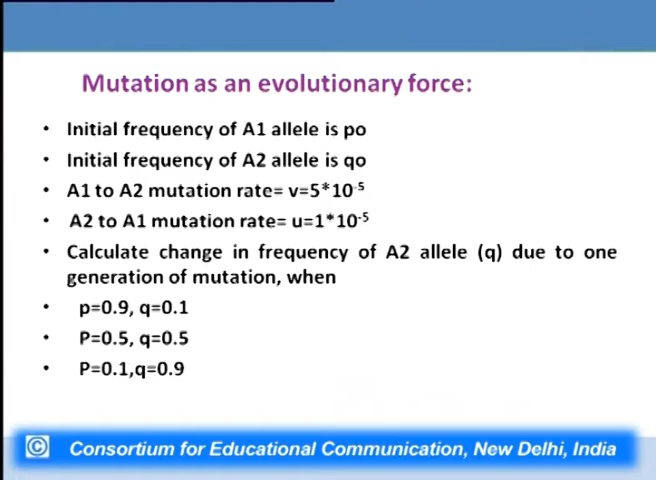 Mutation as an evolutionary force:
• Initial frequency of A1 allele is po
• Initial frequency of A2 allele is qo
• A1 to A2 mutation rate= v=5*10⁻⁵
• A2 to A1 mutation rate= u=1*10⁻⁵
• Calculate change in frequency of A2 allele (q) due to one
generation of mutation, when
• p=0.9, q=0.1
• P=0.5, q=0.5
• P=0.1,q=0.9
© Consortium for Educational Communication, New Delhi, India